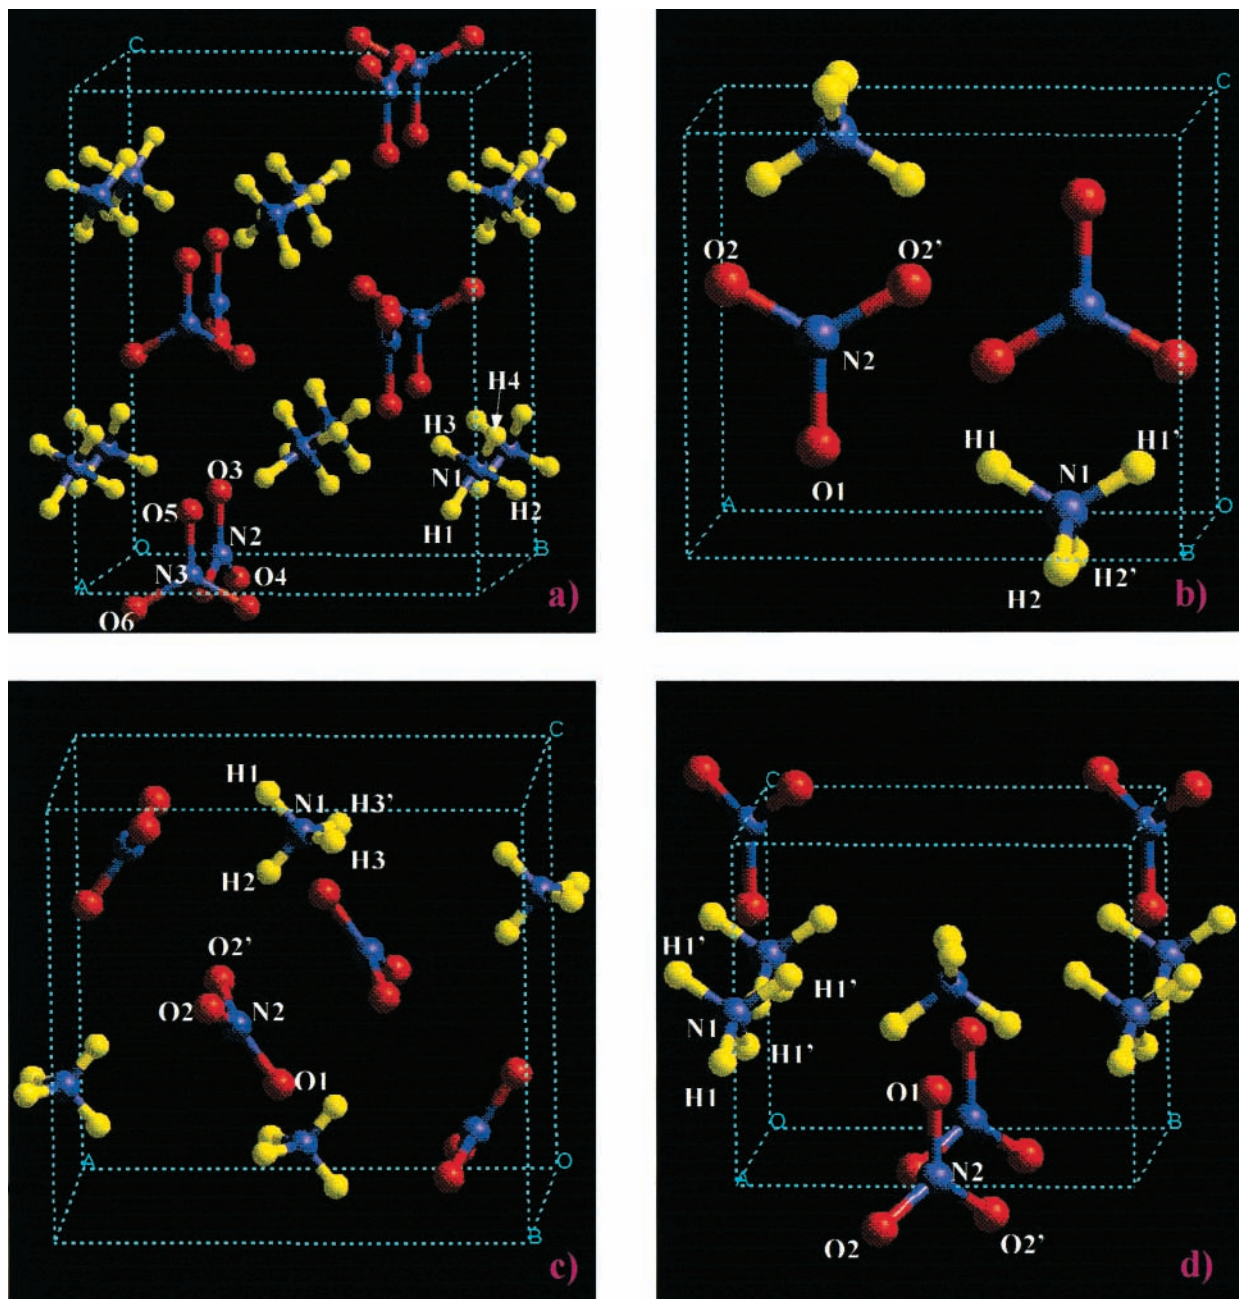 C
H4
H3
N1
O3
O5
H1
H2
N2
O
N3
O4
B
A
O6
a)
C
O2
O2'
N2
H1
H1'
N1
O1
A
O
B
H2'
H2
b)
C
H1
N1
H3'
H3
H2
O2'
O2
N2
O1
A
O
B
c)
C
H1'
H1'
N1
H1'
H1
O1
O
B
A
N2
O2
O2'
d)